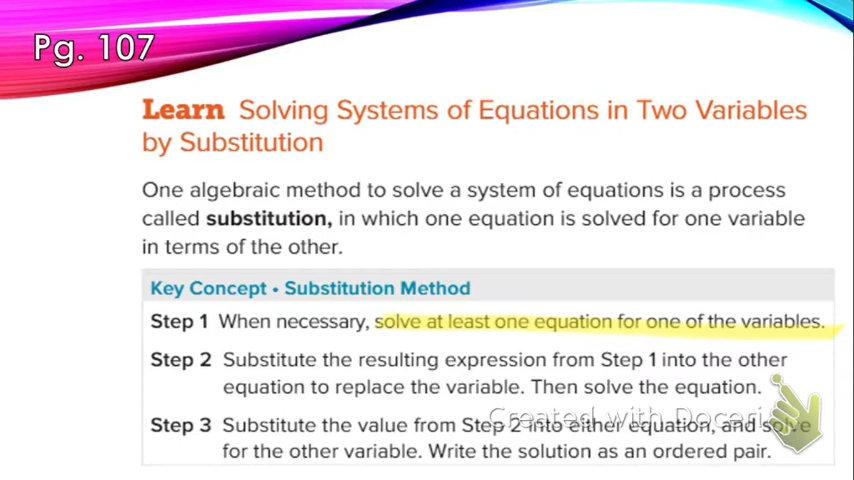 Pg. 107
Learn Solving Systems of Equations in Two Variables
by Substitution
One algebraic method to solve a system of equations is a process
called substitution, in which one equation is solved for one variable
in terms of the other.
Key Concept • Substitution Method
Step 1 When necessary, solve at least one equation for one of the variables.
Step 2 Substitute the resulting expression from Step 1 into the other
equation to replace the variable. Then solve the equation.
Created with Doceri
Step 3 Substitute the value from Step 2 into either equation, and solve
for the other variable. Write the solution as an ordered pair.